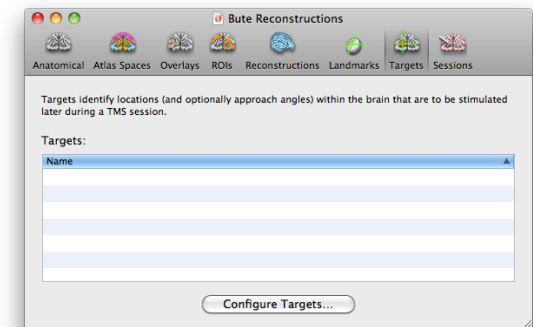 Bute Reconstructions
Anatomical Atlas Spaces Overlays ROIs Reconstructions Landmarks Targets Sessions
Targets identify locations (and optionally approach angles) within the brain that are to be stimulated
later during a TMS session.
Targets:
Name
Configure Targets...